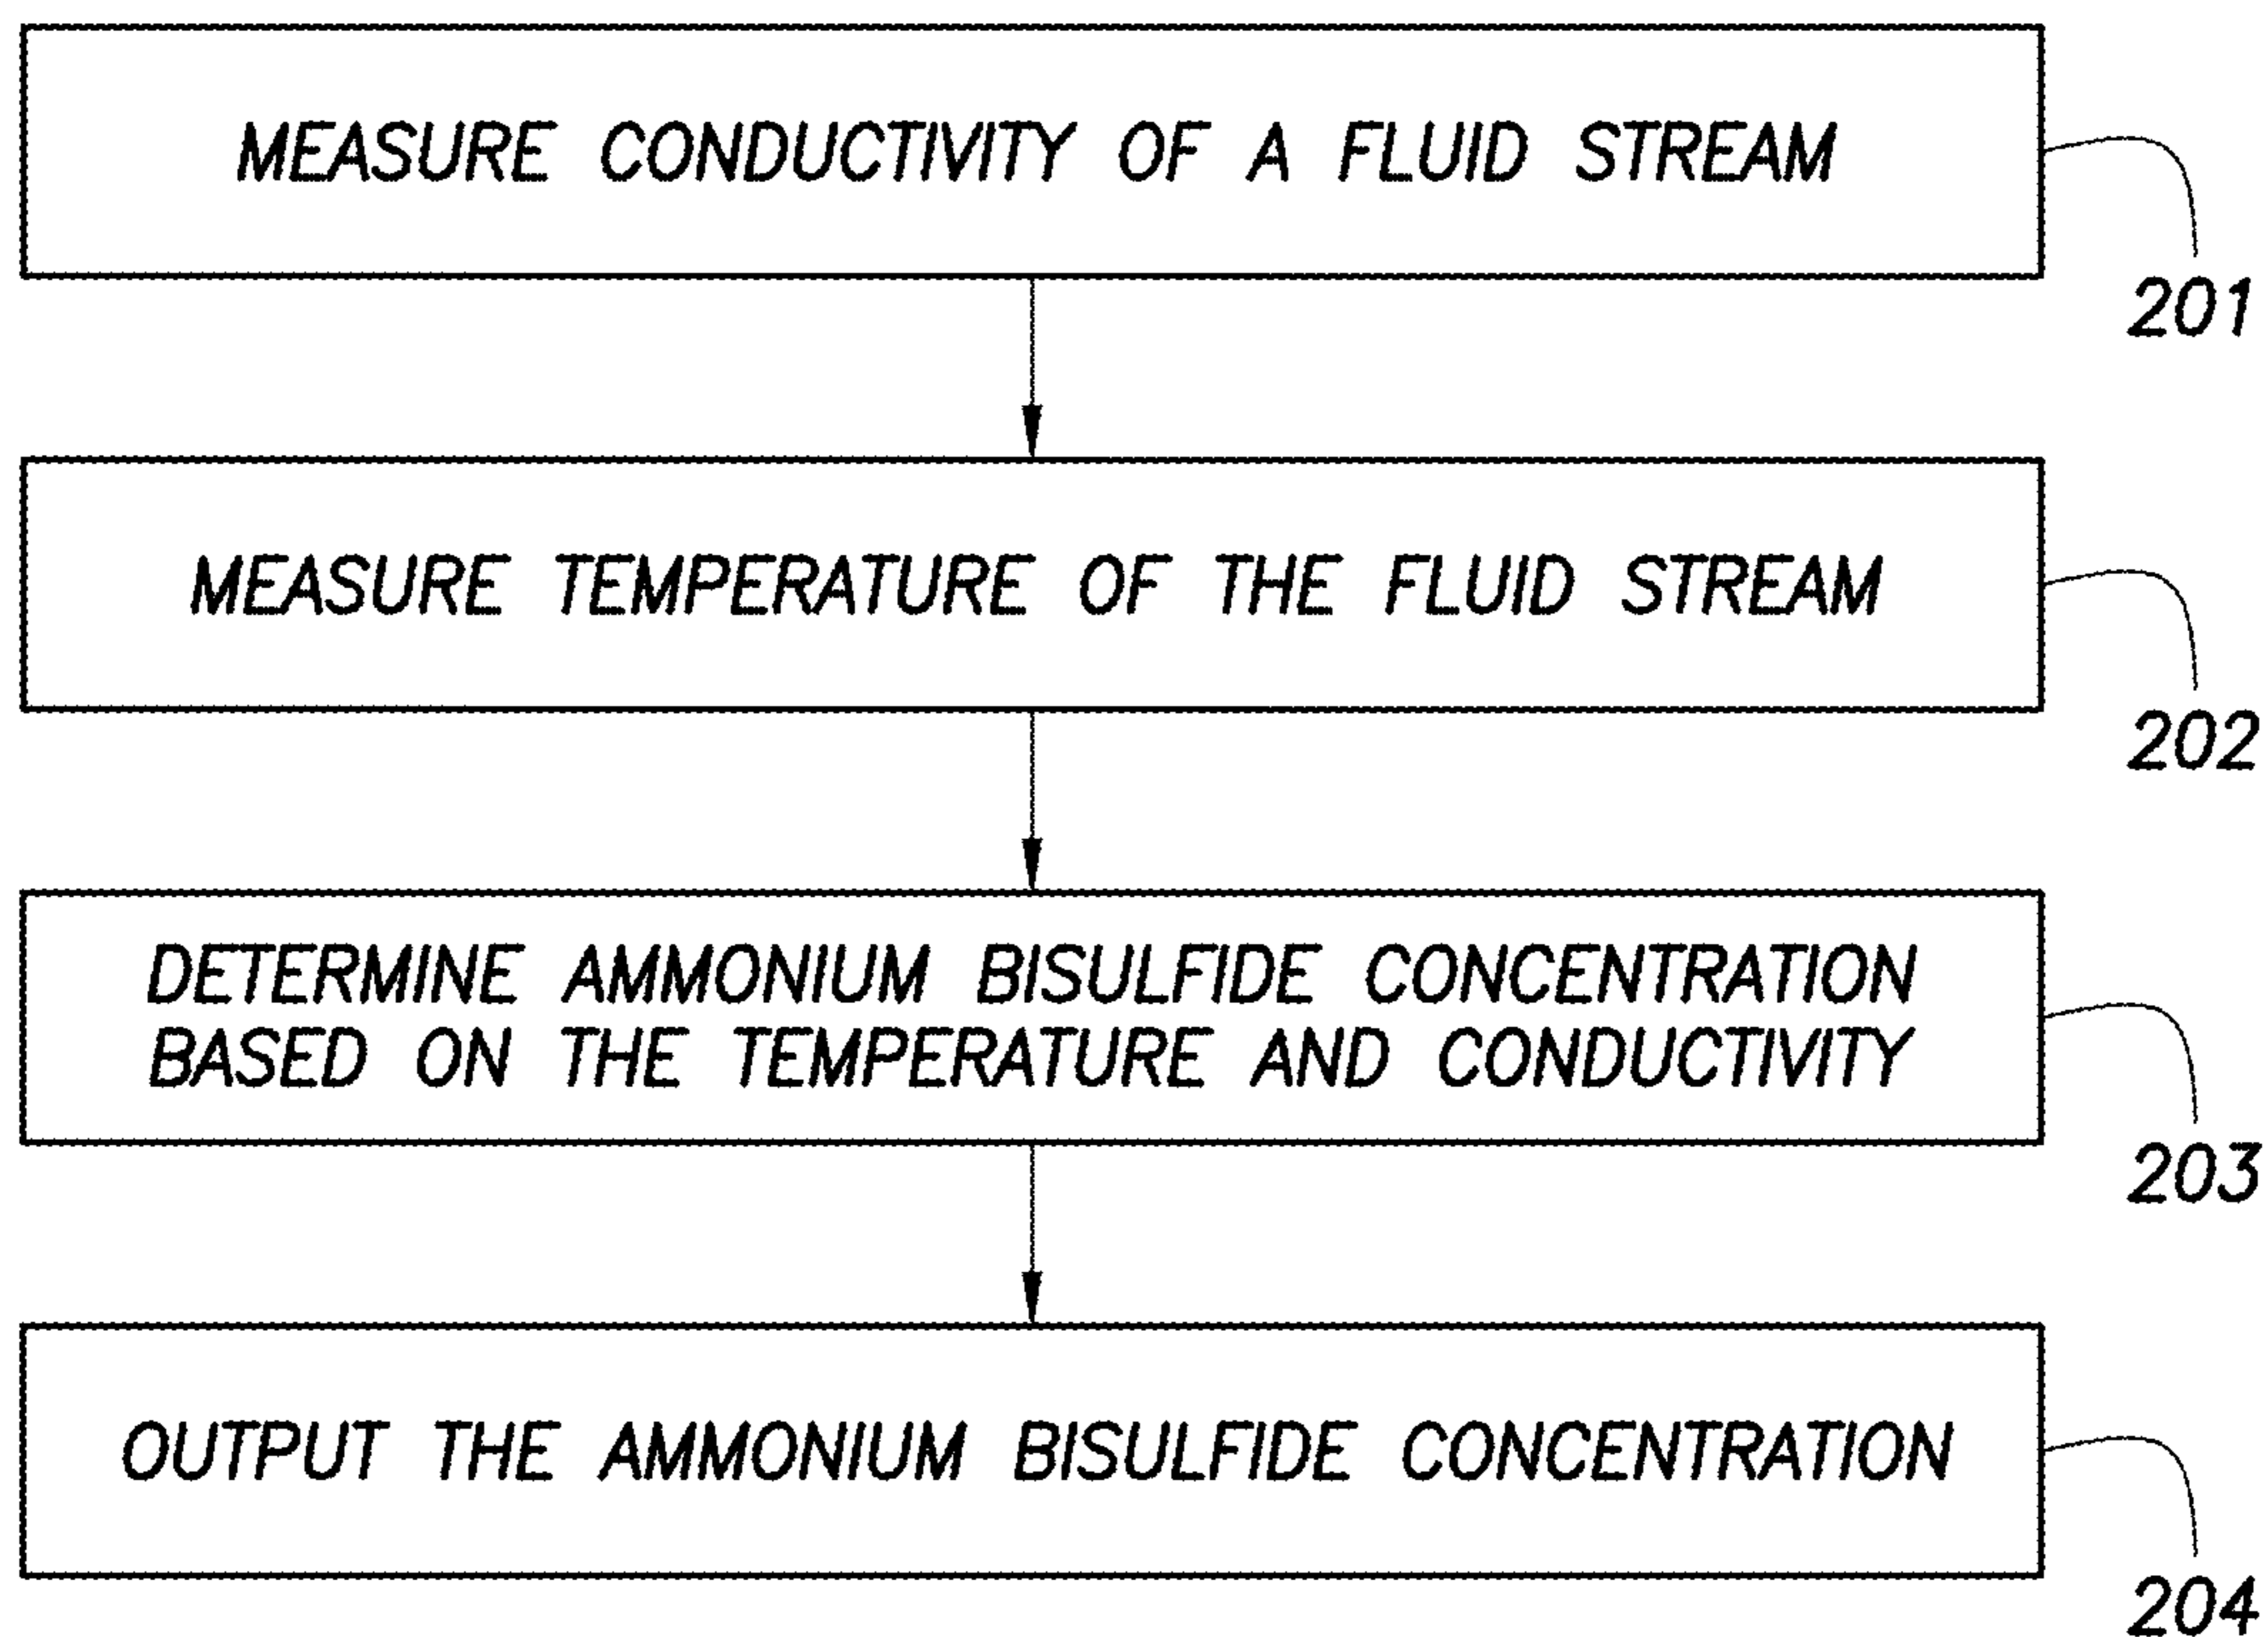 MEASURE CONDUCTIVITY OF A FLUID STREAM
201
MEASURE TEMPERATURE OF THE FLUID STREAM
202
DETERMINE AMMONIUM BISULFIDE CONCENTRATION
BASED ON THE TEMPERATURE AND CONDUCTIVITY
203
OUTPUT THE AMMONIUM BISULFIDE CONCENTRATION
204